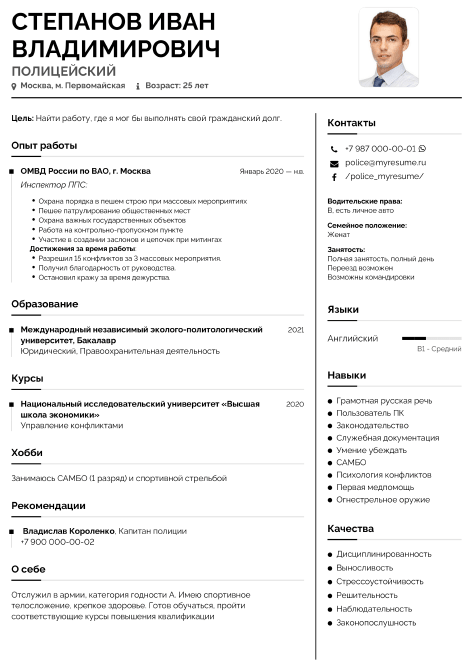 СТЕПАНОВ ИВАН
ВЛАДИМИРОВИЧ
ПОЛИЦЕЙСКИЙ
Москва, м. Первомайская Возраст: 25 лет
Цель: Найти работу, где я мог бы выполнять свой гражданский долг.
Опыт работы
ОМВД России по ВАО, г. Москва Январь 2020 — н.в.
Инспектор ППС:
Охрана порядка в пешем строю при массовых мероприятиях
Пешее патрулирование общественных мест
Охрана важных государственных объектов
Работа на контрольно-пропускном пункте
Участие в создании заслонов и цепочек при митингах
Достижения за время работы:
Разрешил 15 конфликтов за 3 массовых мероприятия.
Получил благодарность от руководства.
Остановил кражу за время дежурства.
Образование
Международный независимый эколого-политологический 2021
университет, Бакалавр
Юридический, Правоохранительная деятельность
Курсы
Национальный исследовательский университет «Высшая 2020
школа экономики»
Управление конфликтами
Хобби
Занимаюсь САМБО (1 разряд) и спортивной стрельбой
Рекомендации
Владислав Короленко, Капитан полиции
+7 900 000-00-02
О себе
Отслужил в армии, категория годности А. Имею спортивное
телосложение, крепкое здоровье. Готов обучаться, пройти
соответствующие курсы повышения квалификации
Контакты
+7 987 000-00-01
police@myresume.ru
/police_myresume/
Водительские права:
B, есть личное авто
Семейное положение:
Женат
Занятость:
Полная занятость, полный день
Переезд возможен
Возможны командировки
Языки
Английский
B1 - Средний
Навыки
Грамотная русская речь
Пользователь ПК
Законодательство
Служебная документация
Умение убеждать
САМБО
Психология конфликтов
Первая медпомощь
Огнестрельное оружие
Качества
Дисциплинированность
Выносливость
Стрессоустойчивость
Решительность
Наблюдательность
Законопослушность